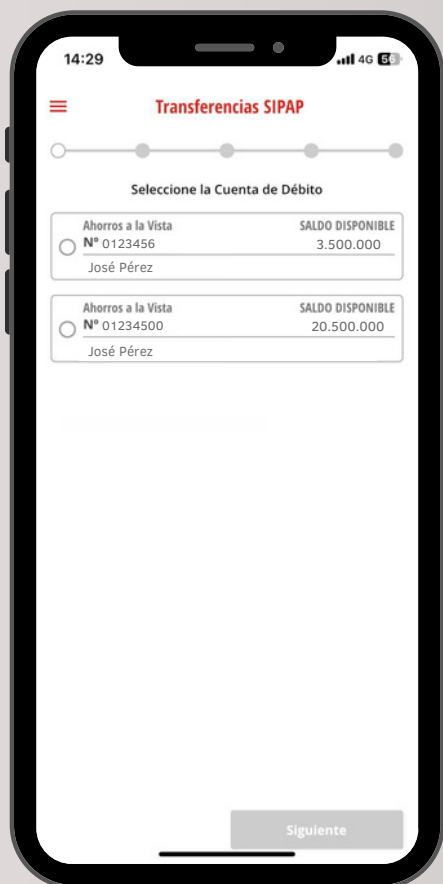 14:29 4G 56
Transferencias SIPAP
Seleccione la Cuenta de Débito
Ahorros a la Vista SALDO DISPONIBLE
Nº 0123456 3.500.000
José Pérez
Ahorros a la Vista SALDO DISPONIBLE
Nº 01234500 20.500.000
José Pérez
Siguiente